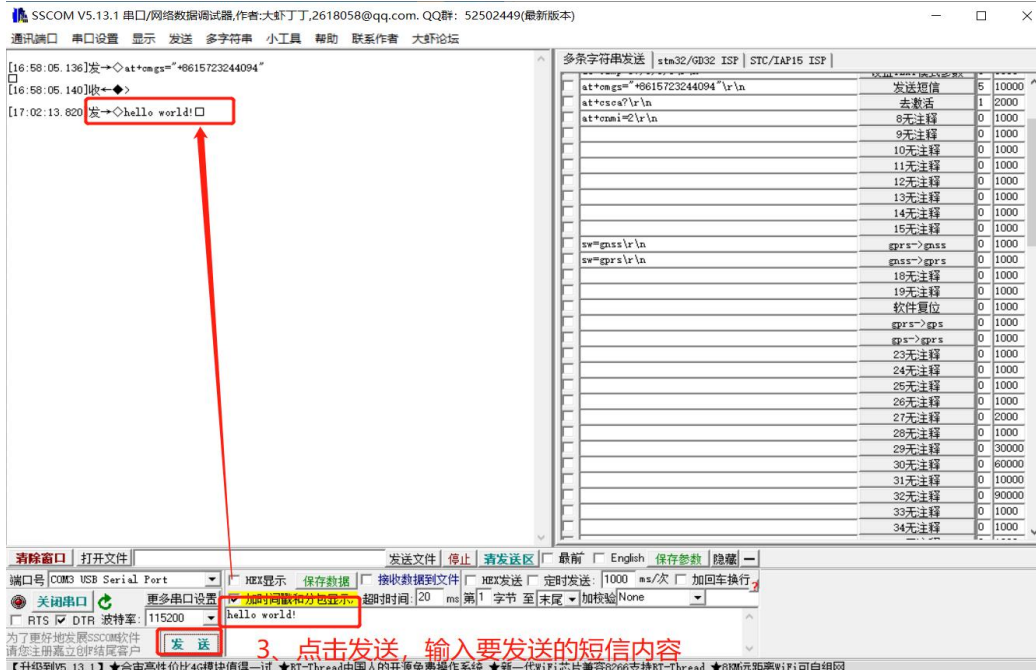 SSCOM V5.13.1 串口/网络数据调试器,作者:大虾丁丁,2618058@qq.com. QQ群: 52502449(最新版本)
通讯端口 串口设置 显示 发送 多字符串 小工具 帮助 联系作者 大虾论坛
[16:58:05.136]发→◇at+cmgs="+8615723244094"
□
[16:58:05.140]收←◆>
[17:02:13.820 发→◇hello world!□
多条字符串发送 stm32/GD32 ISP STC/IAP15 ISP
at+cmgs="+8615723244094"\r\n 发送短信 5 10000
at+csca?\r\n 去激活 1 2000
at+cnmi=2\r\n 8无注释 0 1000
9无注释 0 1000
10无注释 0 1000
11无注释 0 1000
12无注释 0 1000
13无注释 0 1000
14无注释 0 1000
15无注释 0 1000
sw=gnss\r\n gprs->gnss 0 1000
sw=gprs\r\n gnss->gprs 0 1000
18无注释 0 1000
19无注释 0 1000
软件复位 0 1000
gprs->gps 0 1000
gps->gprs 0 1000
23无注释 0 1000
24无注释 0 1000
25无注释 0 1000
26无注释 0 1000
27无注释 0 2000
28无注释 0 1000
29无注释 0 30000
30无注释 0 60000
31无注释 0 10000
32无注释 0 90000
33无注释 0 1000
34无注释 0 1000
清除窗口 打开文件 发送文件 停止 清发送区 最前 English 保存参数 隐藏
端口号 COM3 USB Serial Port HEX显示 保存数据 接收数据到文件 HEX发送 定时发送: 1000 ms/次 加回车换行
关闭串口 更多串口设置 加时间戳和分包显示. 超时时间: 20 ms 第1 字节 至 末尾 加校验 None
RTS DTR 波特率: 115200 hello world!
为了更好地发展SSCOM软件
请您注册嘉立创F结尾客户
发 送
3、点击发送，输入要发送的短信内容
【升级到V5.13.1】★合宙高性价比4G模块值得一试 ★RT-Thread中国人的开源免费操作系统 ★新一代WiFi芯片兼容8266支持RT-Thread ★8KM远距离WiFi可自组网